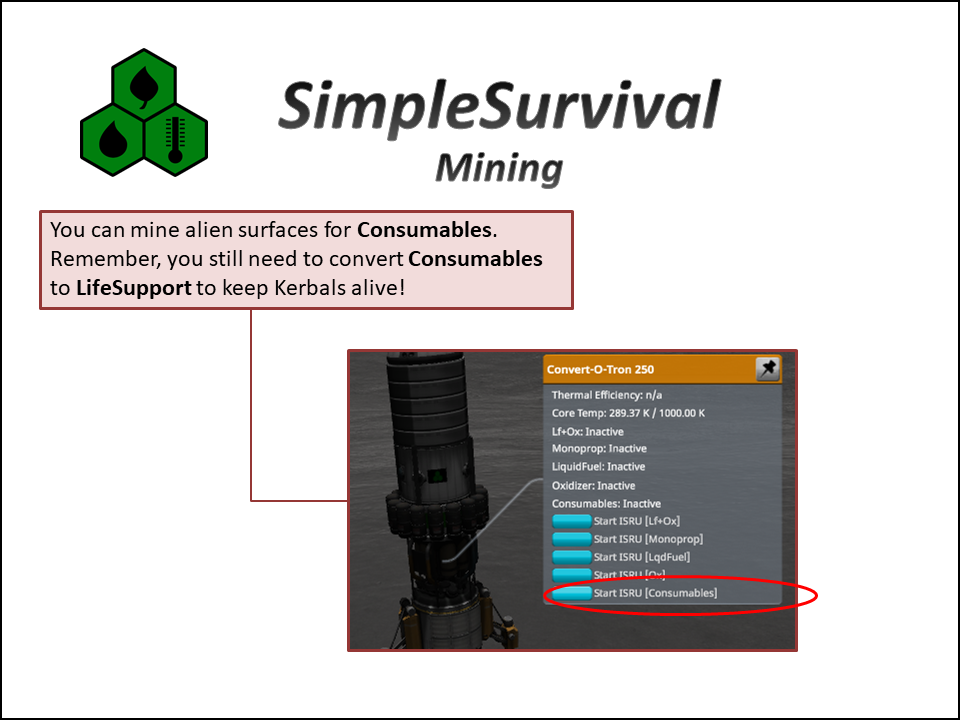 SimpleSurvival
Mining
You can mine alien surfaces for Consumables.
Remember, you still need to convert Consumables
to LifeSupport to keep Kerbals alive!
Convert-O-Tron 250
Thermal Efficiency: n/a
Core Temp: 289.37 K / 1000.00 K
Lf+Ox: Inactive
Monoprop: Inactive
LiquidFuel: Inactive
Oxidizer: Inactive
Consumables: Inactive
Start ISRU [Lf+Ox]
Start ISRU [Monoprop]
Start ISRU [LqdFuel]
Start ISRU [Ox]
Start ISRU [Consumables]